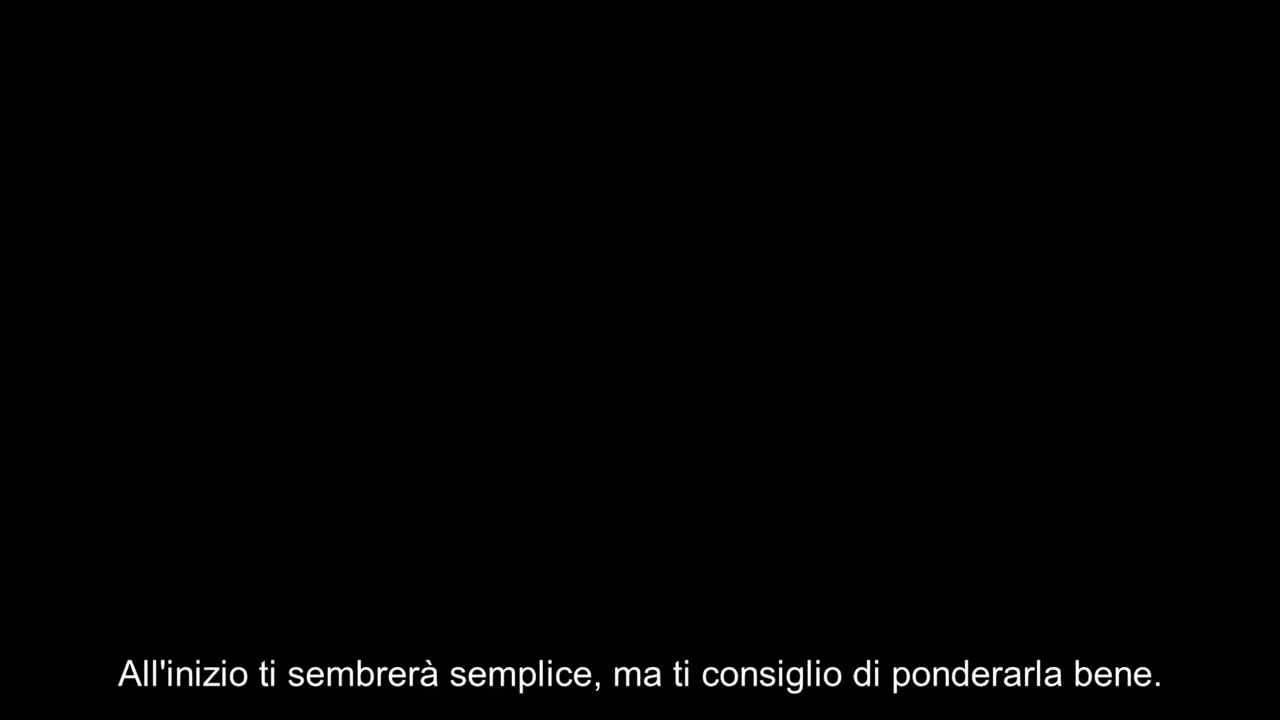 All'inizio ti sembrerà semplice, ma ti consiglio di ponderarla bene.